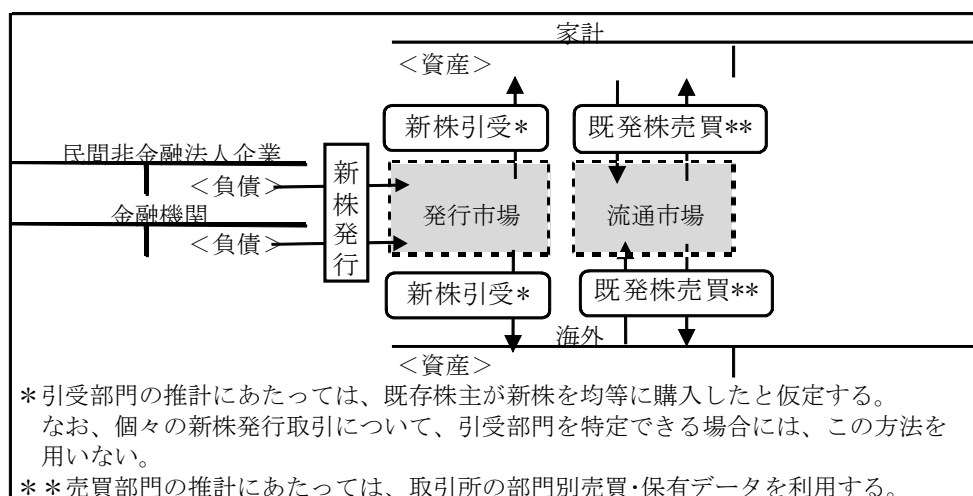 家計
＜資産＞
新株引受*
既発株売買**
民間非金融法人企業
＜負債＞
新株発行
発行市場
流通市場
金融機関
＜負債＞
新株引受*
既発株売買**
海外
＜資産＞
＊引受部門の推計にあたっては、既存株主が新株を均等に購入したと仮定する。
なお、個々の新株発行取引について、引受部門を特定できる場合には、この方法を
用いない。
＊＊売買部門の推計にあたっては、取引所の部門別売買･保有データを利用する。